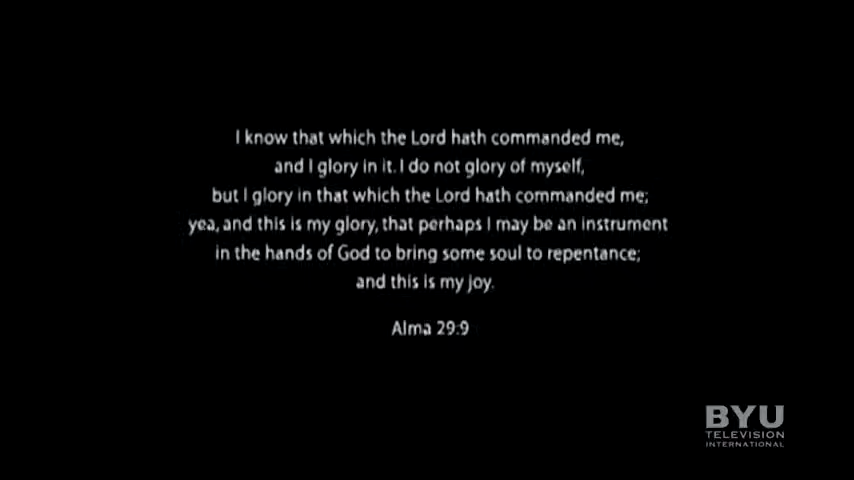 I know that which the Lord hath commanded me,
and I glory in it. I do not glory of myself,
but I glory in that which the Lord hath commanded me;
yea, and this is my glory, that perhaps I may be an instrument
in the hands of God to bring some soul to repentance;
and this is my joy.
Alma 29:9
BYU
TELEVISION
INTERNATIONAL